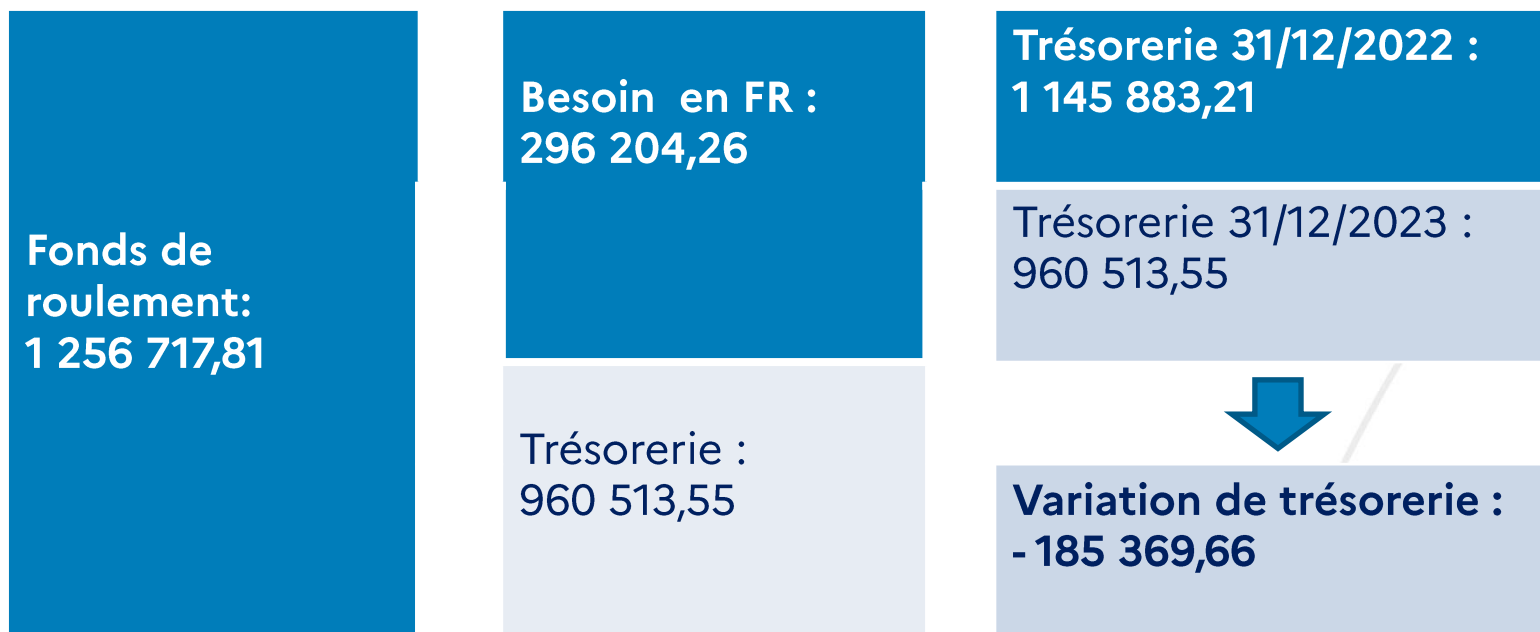 Fonds de
roulement:
1 256 717,81
Besoin en FR :
296 204,26
Trésorerie :
960 513,55
Trésorerie 31/12/2022 :
1 145 883,21
Trésorerie 31/12/2023 :
960 513,55
Variation de trésorerie :
- 185 369,66